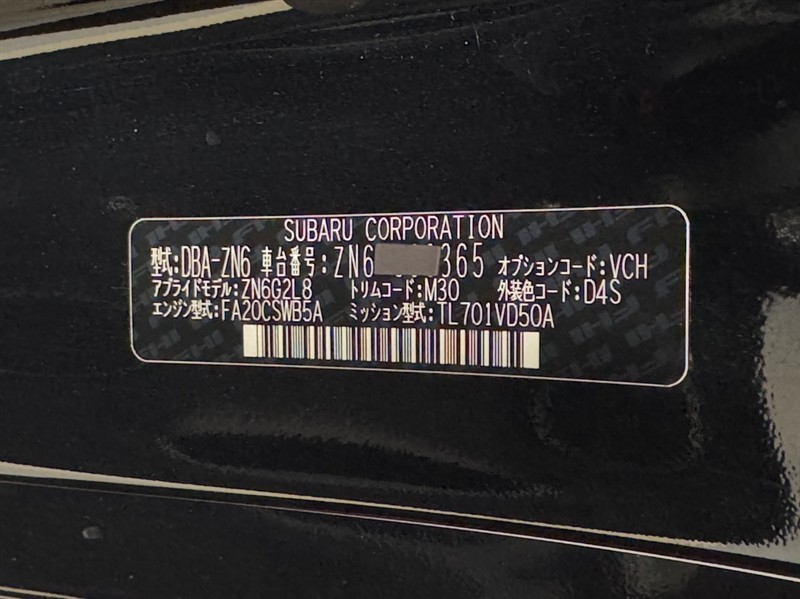 SUBARU CORPORATION
型式:DBA-ZN6 車台番号:ZN6 365 オプションコード:VCH
アプライドモデル:ZN6G2L8 トリムコード:M30 外装色コード:D4S
エンジン型式:FA20CSWB5A ミッション型式:TL701VD50A